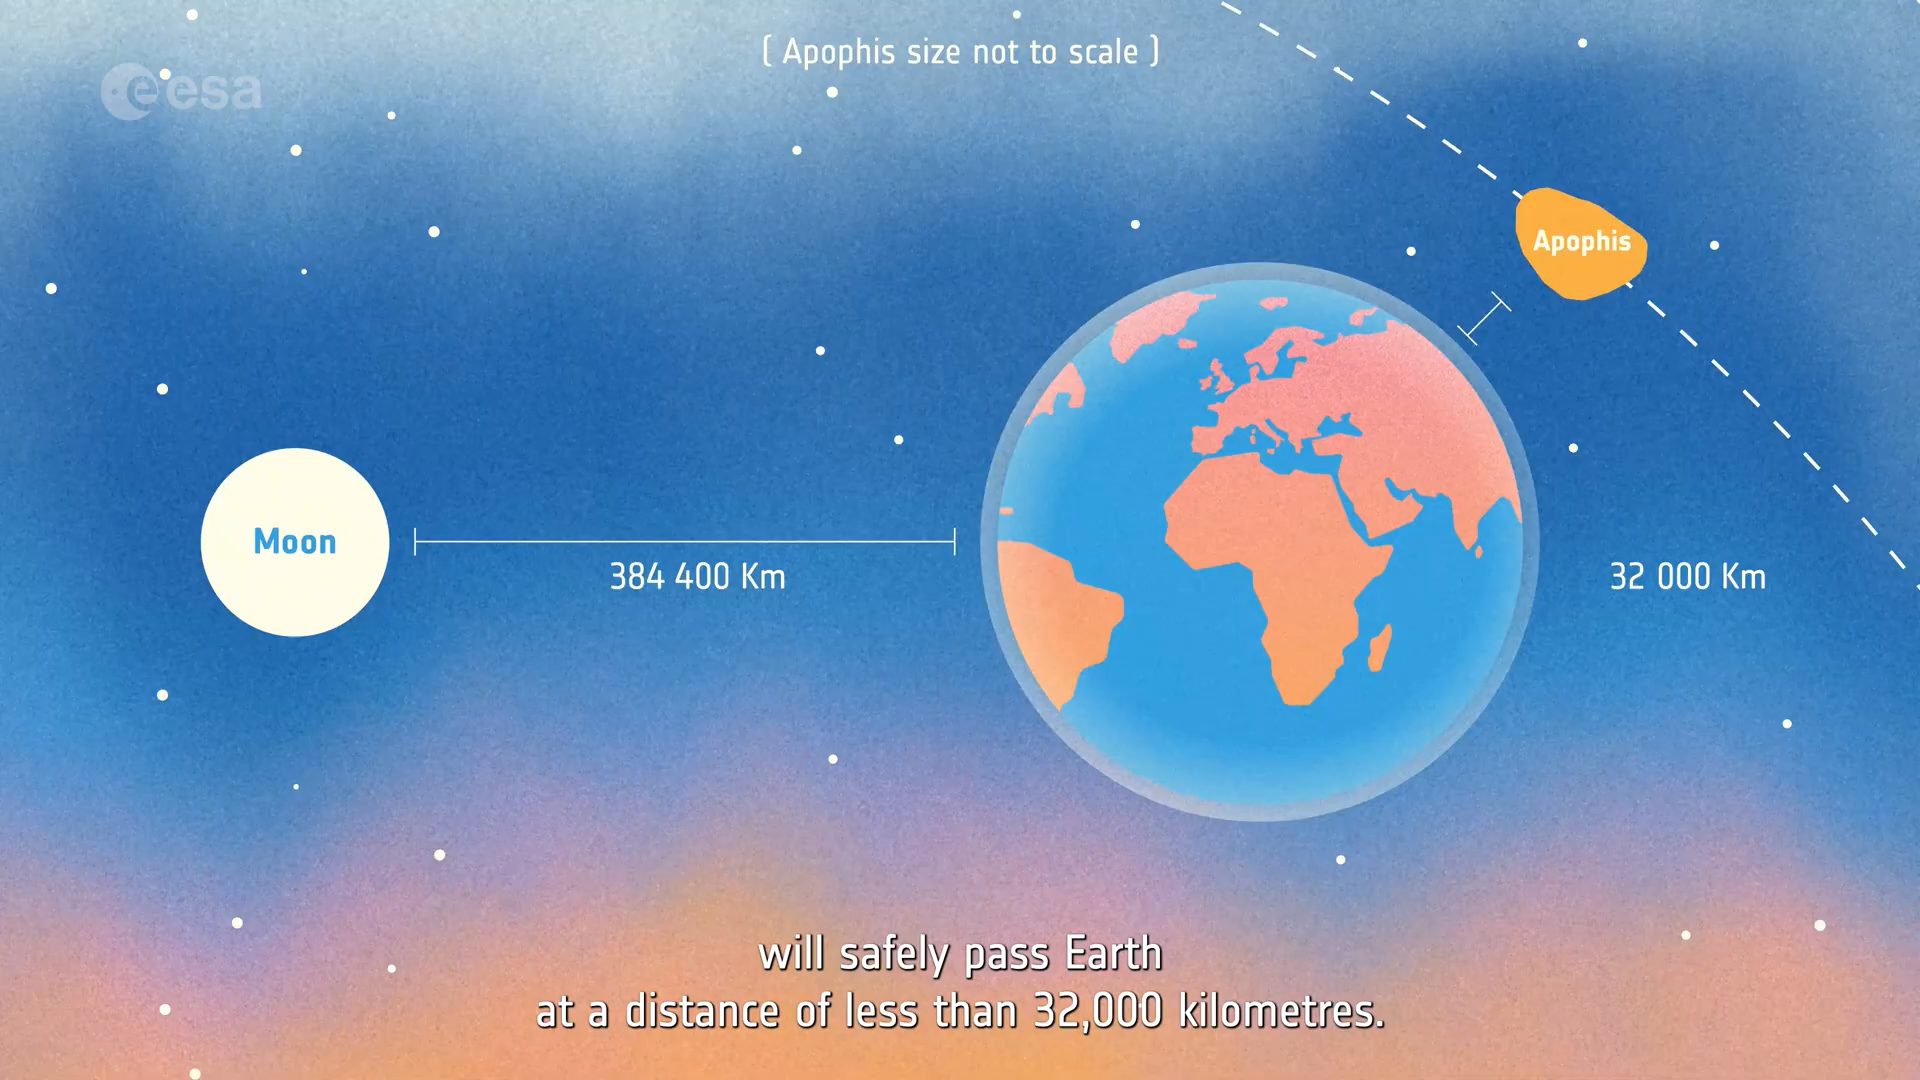 [ Apophis size not to scale ]
eesa
Apophis
Moon
384 400 Km
32 000 Km
will safely pass Earth
at a distance of less than 32,000 kilometres.